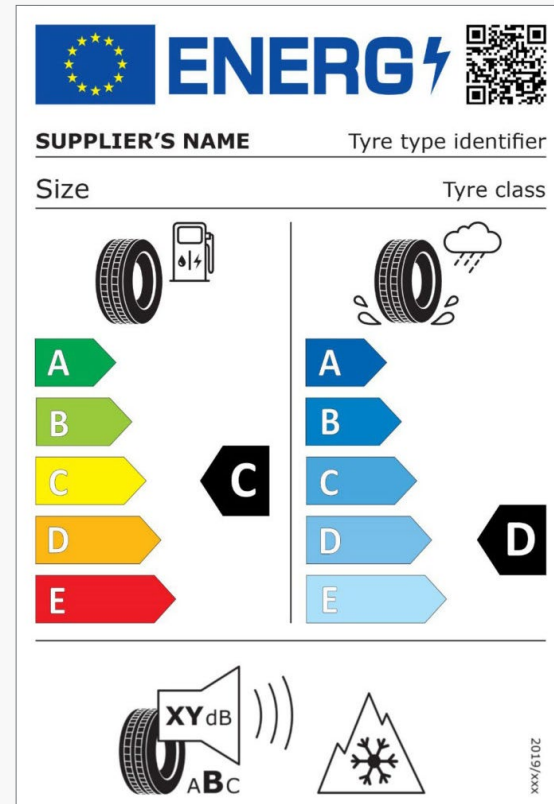 ENERG
SUPPLIER'S NAME Tyre type identifier
Size Tyre class
A
B
C
D
E
C
A
B
C
D
E
D
XY dB
ABC
2019/xxx